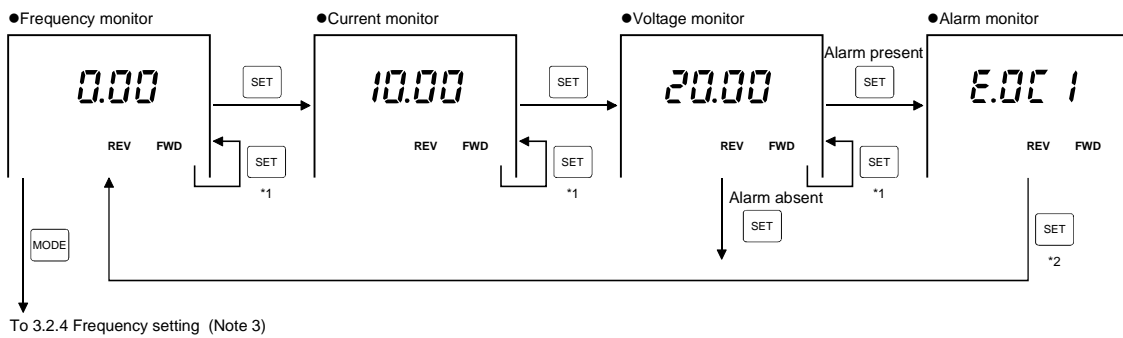 ●Frequency monitor
●Current monitor
●Voltage monitor
●Alarm monitor
Alarm present
0.00
SET
10.00
SET
20.00
SET
E.OC1
REV FWD
SET
*1
REV FWD
SET
*1
REV FWD
SET
*1
REV FWD
Alarm absent
SET
MODE
SET
*2
To 3.2.4 Frequency setting (Note 3)